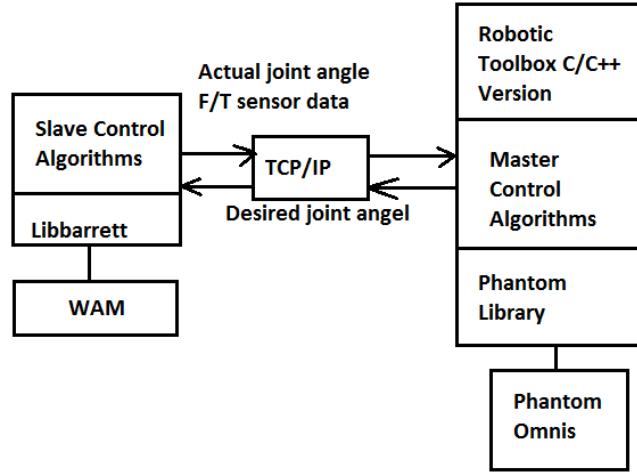 Actual joint angle
F/T sensor data
Slave Control
Algorithms
Libbarrett
WAM
TCP/IP
Desired joint angel
Robotic
Toolbox C/C++
Version
Master
Control
Algorithms
Phantom
Library
Phantom
Omnis